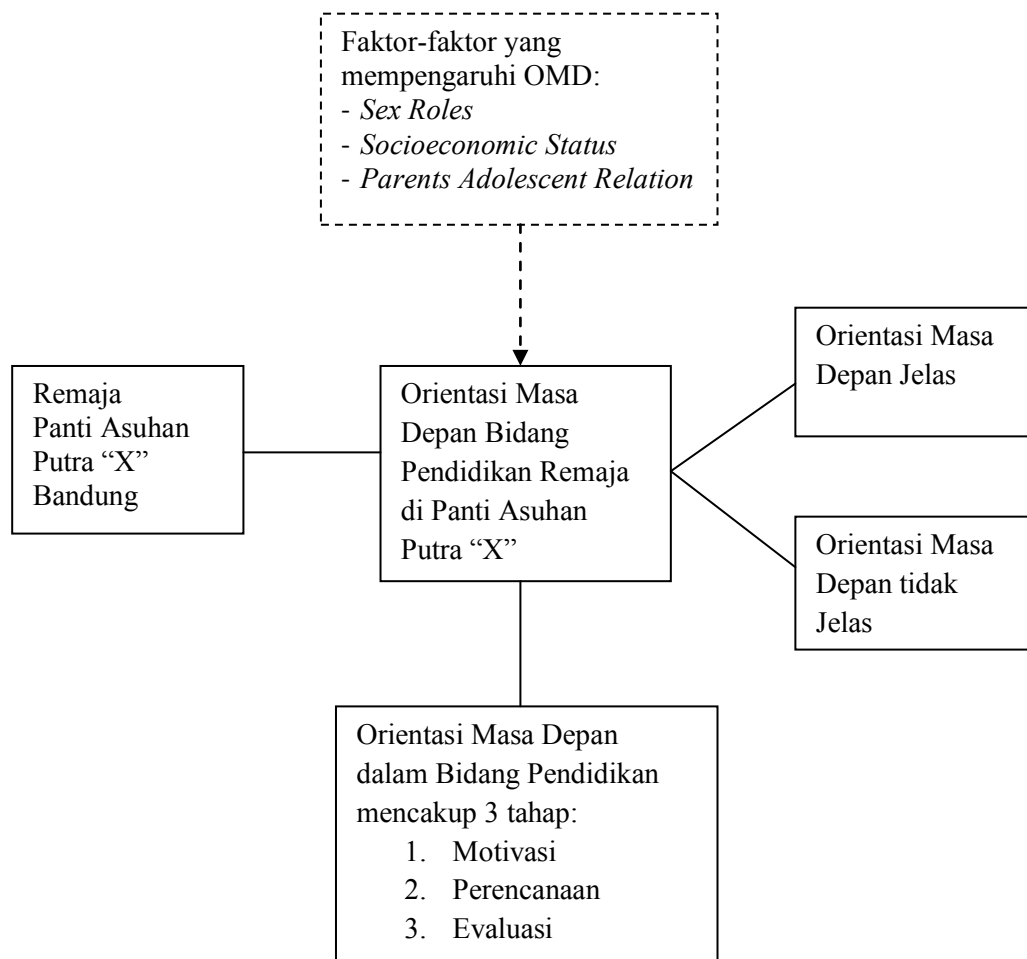 Faktor-faktor yang
mempengaruhi OMD:
- Sex Roles
- Socioeconomic Status
- Parents Adolescent Relation
Remaja
Panti Asuhan
Putra “X”
Bandung
Orientasi Masa
Depan Bidang
Pendidikan Remaja
di Panti Asuhan
Putra “X”
Orientasi Masa
Depan Jelas
Orientasi Masa
Depan tidak
Jelas
Orientasi Masa Depan
dalam Bidang Pendidikan
mencakup 3 tahap:
1. Motivasi
2. Perencanaan
3. Evaluasi